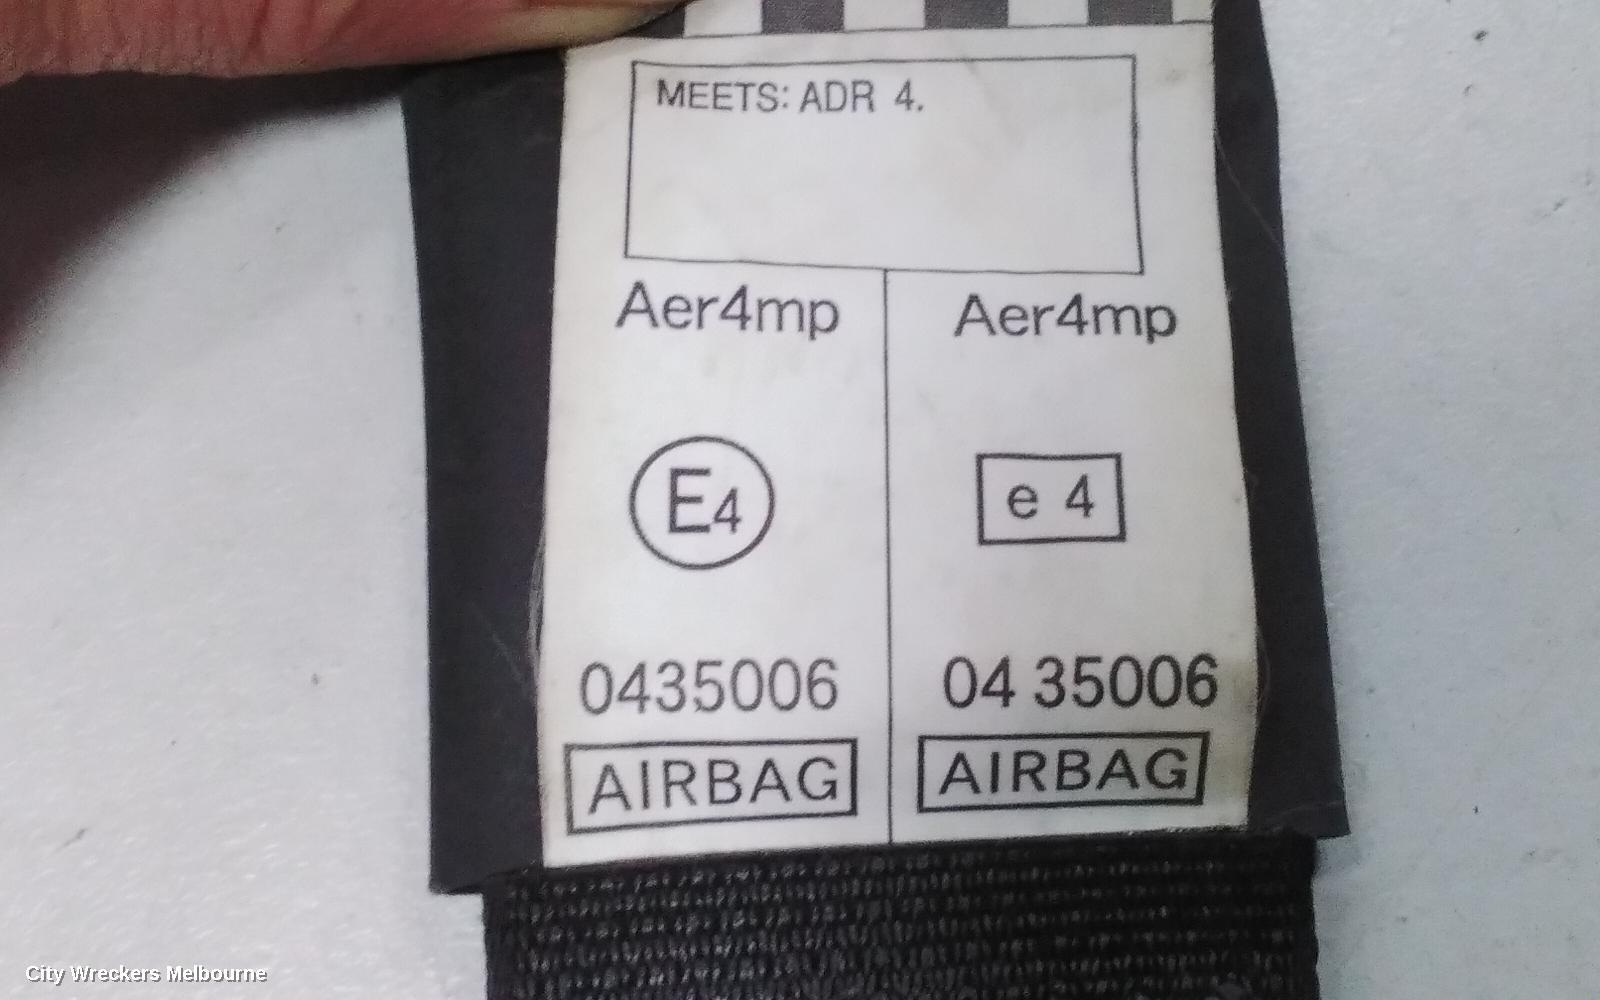 MEETS: ADR 4.
Aer4mp Aer4mp
E4 e 4
0435006 04 35006
AIRBAG AIRBAG
City Wreckers Melbourne